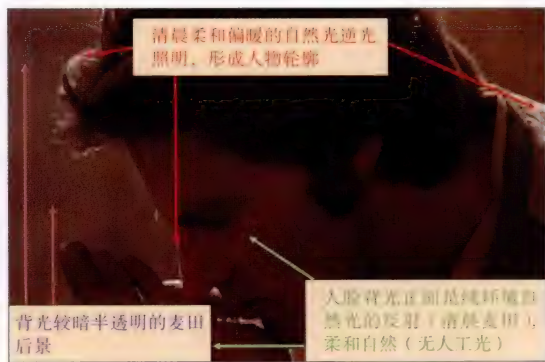 清晨柔和偏暖的自然光逆光
照明，形成人物轮廓
背光较暗半透明的麦田
后景
人脸背光正面是纯环境自
然光的反射（清晨麦田），
柔和自然（无人工光）